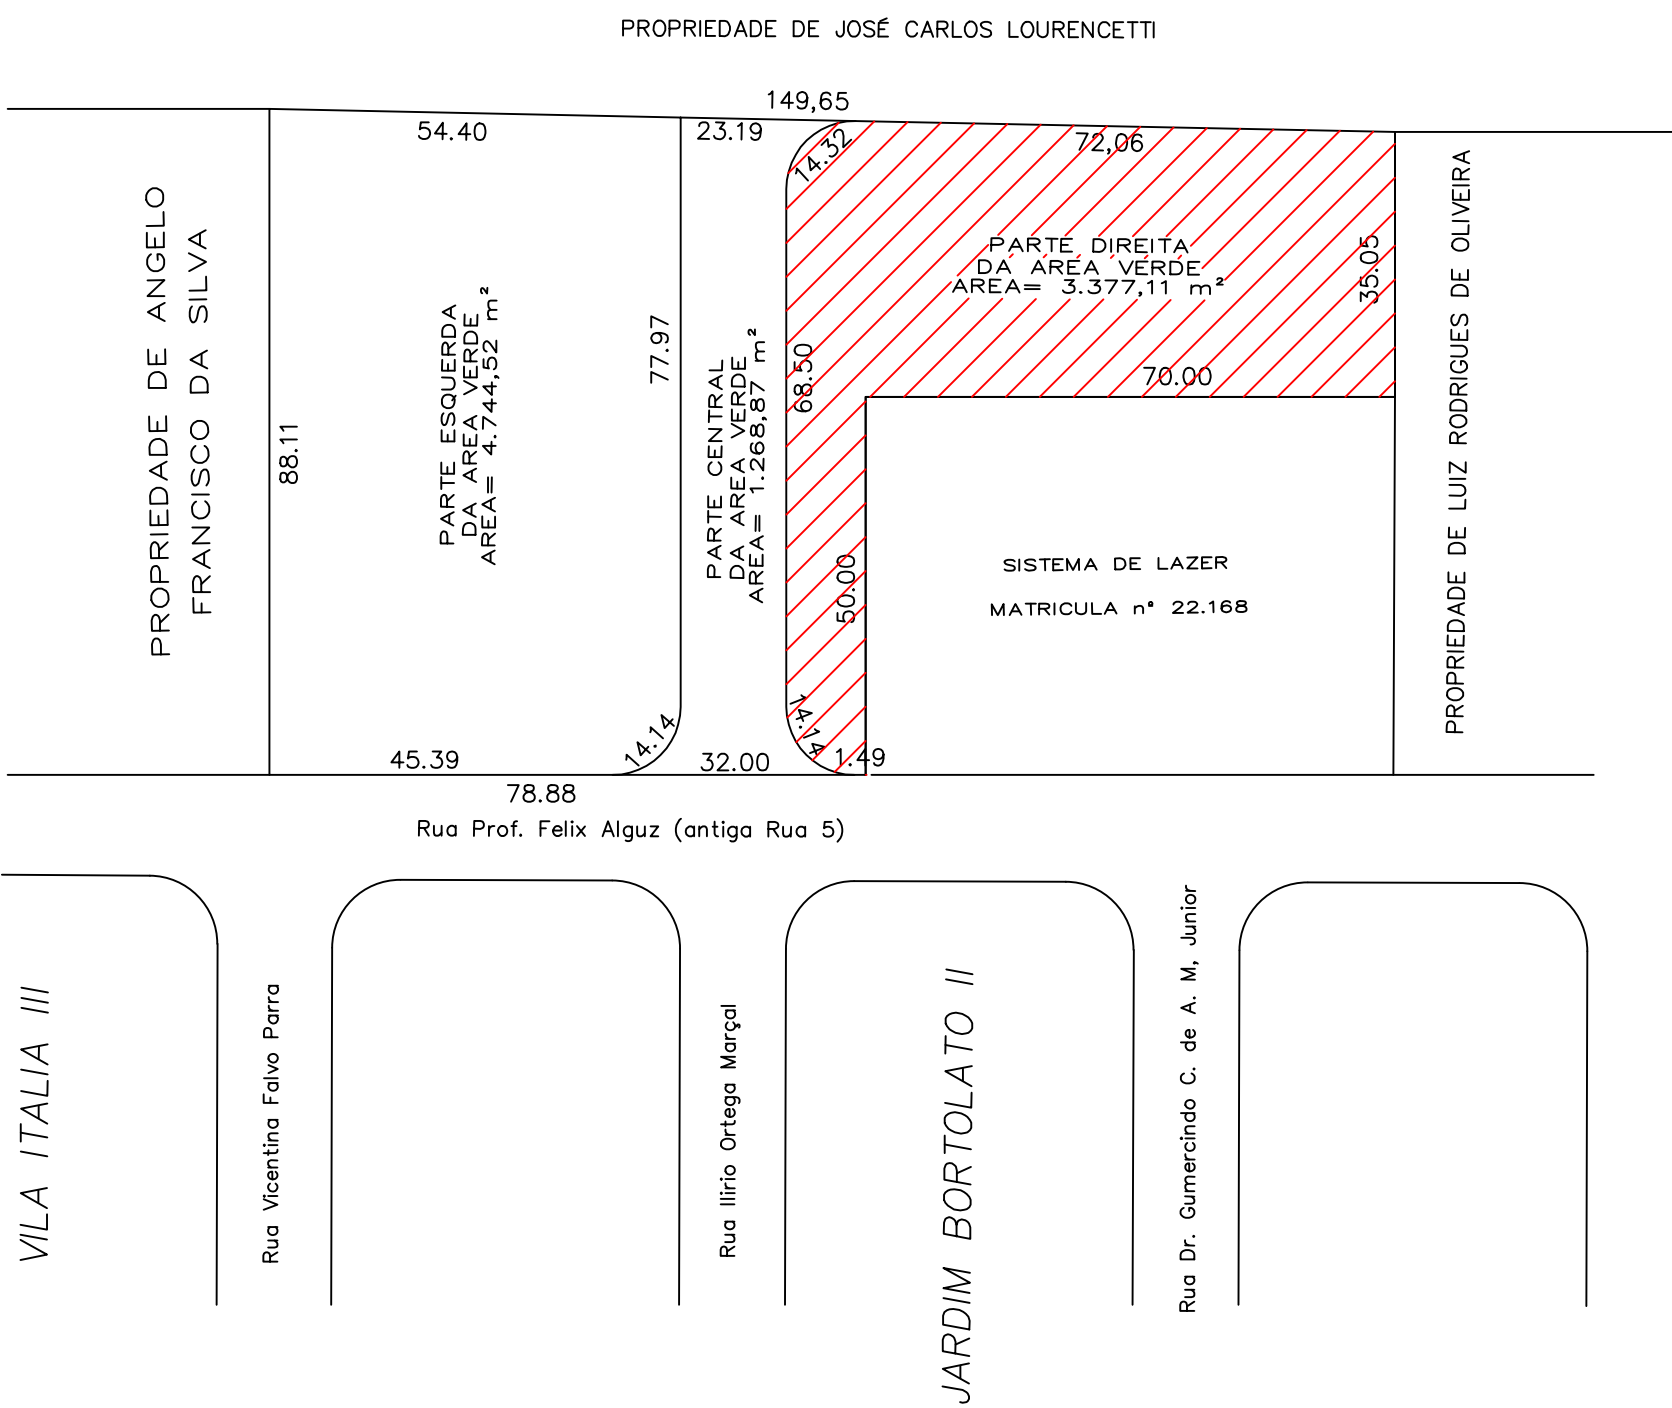 PROPRIEDADE DE JOSÉ CARLOS LOURENCETTI
149,65
54.40
23.19
14.32
72,06
PROPRIEDADE DE ANGELO
FRANCISCO DA SILVA
88.11
PARTE ESQUERDA
DA AREA VERDE
AREA= 4.744,52 m²
77.97
PARTE CENTRAL
DA AREA VERDE
AREA= 1.268,87 m²
68.50
PARTE DIREITA
DA AREA VERDE
AREA= 3.377,11 m²
35.05
70.00
PROPRIEDADE DE LUIZ RODRIGUES DE OLIVEIRA
50.00
SISTEMA DE LAZER
MATRICULA nº 22.168
14.14
14.14
1.49
45.39
32.00
78.88
Rua Prof. Felix Alguz (antiga Rua 5)
VILA ITALIA III
Rua Vicentina Falvo Parra
Rua Ilirio Ortega Marçal
JARDIM BORTOLATO II
Rua Dr. Gumercindo C. de A. M, Junior